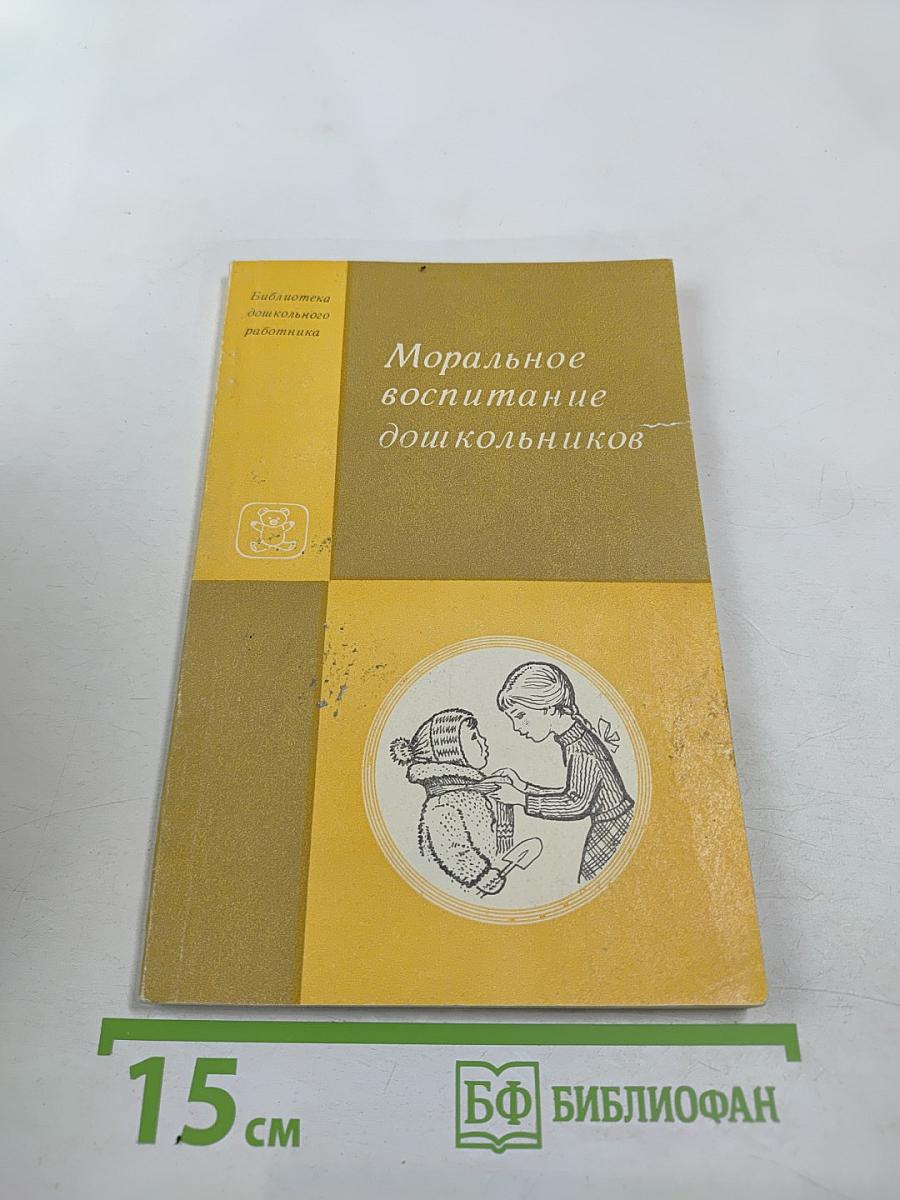 Библиотека
дошкольного
работника
Моральное
воспитание
дошкольников
15 см
БФ БИБЛИОФАН